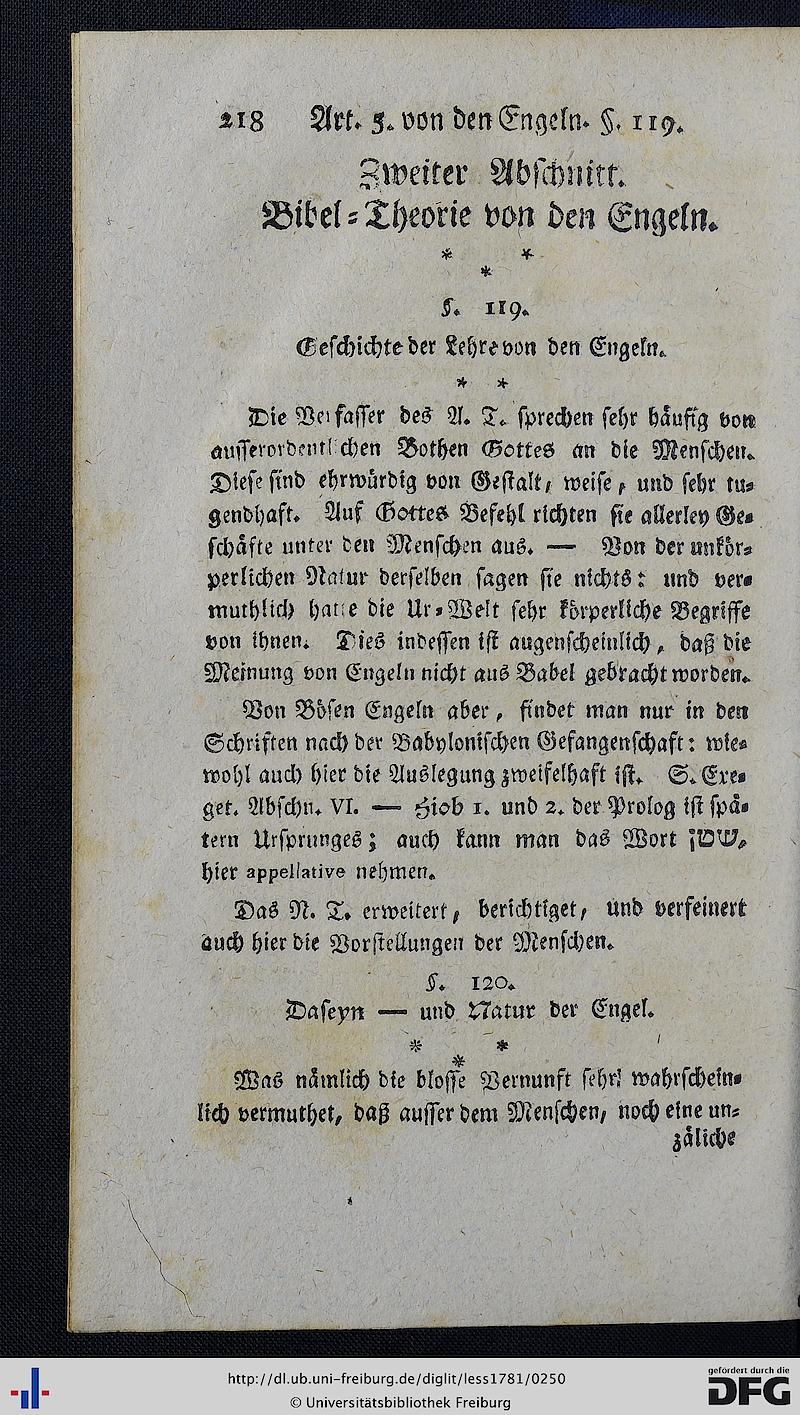 218 Art. 5. von den Engeln. §. 119.
Zweiter Abschnitt.
Bibel=Theorie von den Engeln.
* *
*
§. 119.
Geschichte der Lehre von den Engeln.
* *
Die Verfasser des A. T. sprechen sehr häufig von
ausserordentlichen Bothen Gottes an die Menschen.
Diese sind ehrwürdig von Gestalt, weise, und sehr tu=
gendhaft. Auf Gottes Befehl richten sie allerley Ge=
schäfte unter den Menschen aus. — Von der unkör=
perlichen Natur derselben sagen sie nichts: und ver=
muthlich hatte die Ur=Welt sehr körperliche Begriffe
von ihnen. Dies indessen ist augenscheinlich, daß die
Meinung von Engeln nicht aus Babel gebracht worden.
Von Bösen Engeln aber, findet man nur in den
Schriften nach der Babylonischen Gefangenschaft: wie=
wohl auch hier die Auslegung zweifelhaft ist. S. Exe=
get. Abschn. VI. — Hiob 1. und 2. der Prolog ist spä=
tern Ursprunges; auch kann man das Wort שטן,
hier appellative nehmen.
Das N. T. erweitert, berichtiget, und verfeinert
auch hier die Vorstellungen der Menschen.
§. 120.
Daseyn — und Natur der Engel.
* *
*
Was nämlich die blosse Vernunft sehr wahrschein=
lich vermuthet, daß ausser dem Menschen, noch eine un=
zäliche
http://dl.ub.uni-freiburg.de/diglit/less1781/0250
© Universitätsbibliothek Freiburg
gefördert durch die
DFG